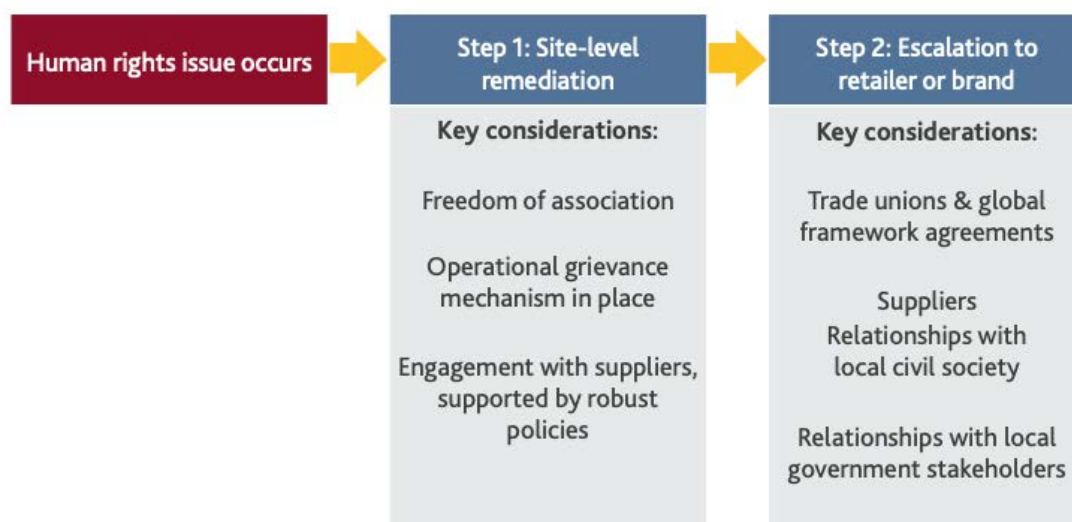 Human rights issue occurs
Step 1: Site-level
remediation
Key considerations:
Freedom of association
Operational grievance
mechanism in place
Engagement with suppliers,
supported by robust
policies
Step 2: Escalation to
retailer or brand
Key considerations:
Trade unions & global
framework agreements
Suppliers
Relationships with
local civil society
Relationships with local
government stakeholders